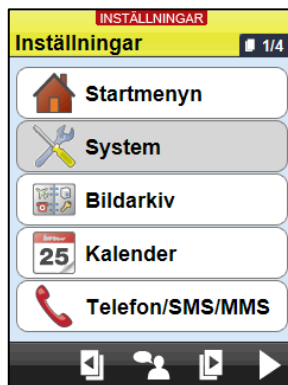 INSTÄLLNINGAR
Inställningar
1/4
Startmenyn
System
Bildarkiv
25
Kalender
Telefon/SMS/MMS